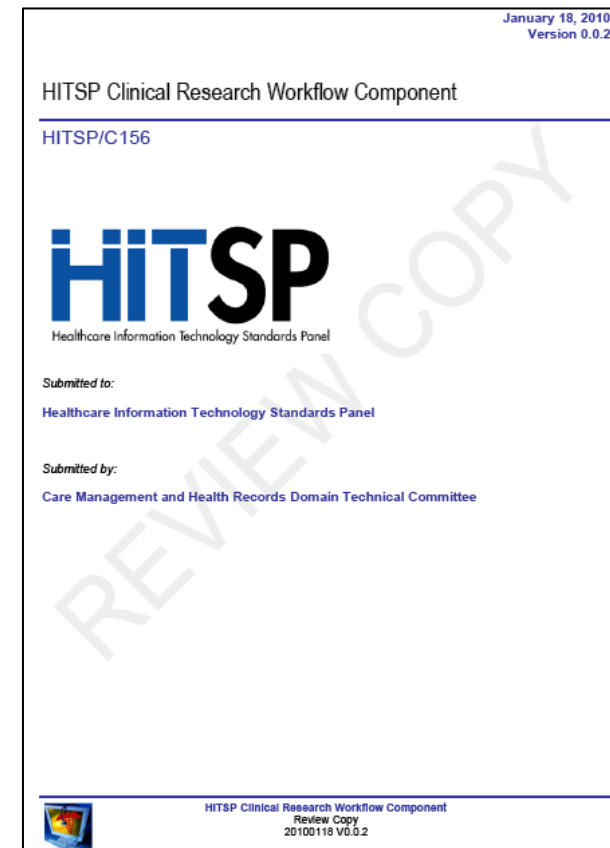 January 18, 2010
Version 0.0.2
HITSP Clinical Research Workflow Component
HITSP/C156
HITSP
Healthcare Information Technology Standards Panel
Submitted to:
Healthcare Information Technology Standards Panel
Submitted by:
Care Management and Health Records Domain Technical Committee
REVIEW COPY
HITSP Clinical Research Workflow Component
Review Copy
20100118 V0.0.2